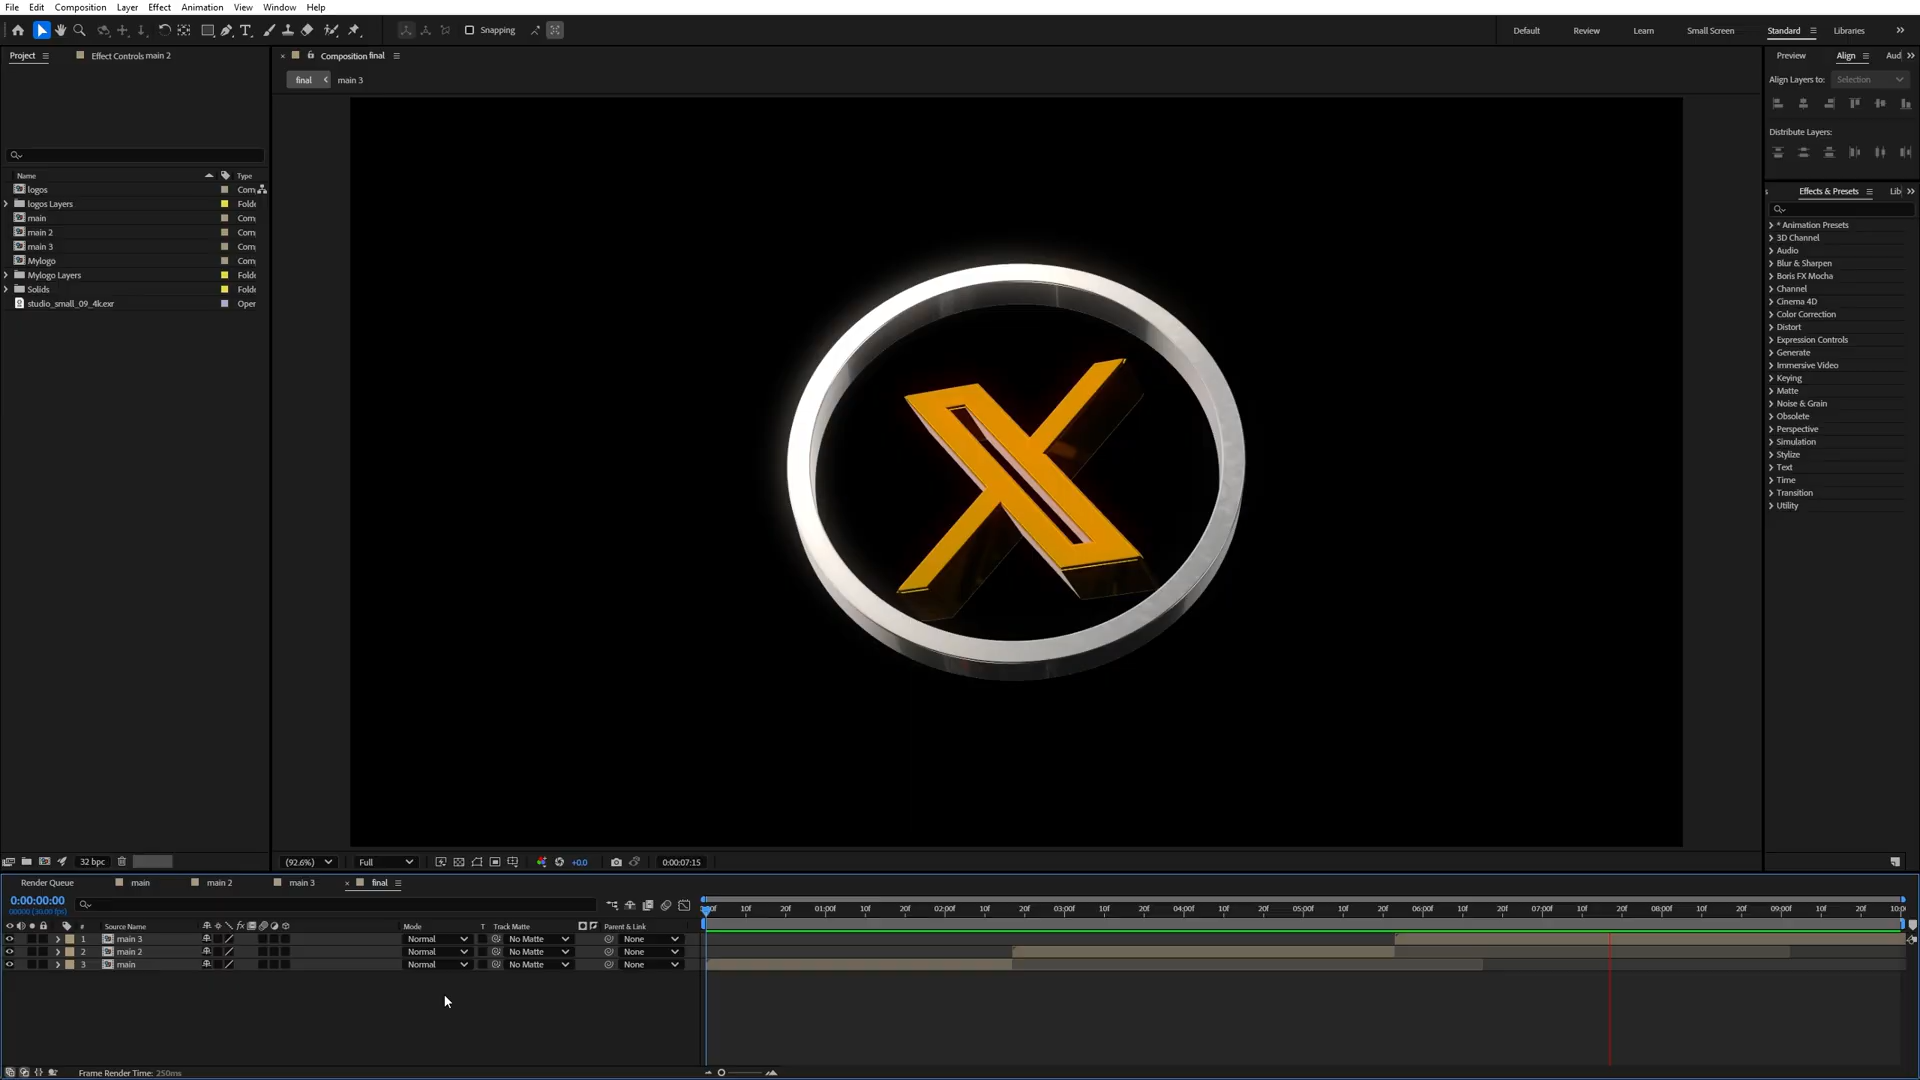 File Edit Composition Layer Effect Animation View Window Help
Snapping Default Review Learn Small Screen Standard Libraries
Project Effect Controls main 2 Composition final Preview Align Aud
final main 3 Align Layers to: Selection
Distribute Layers:
Name Type
logos Com
logos Layers Folde
main Com
main 2 Com
main 3 Com
Mylogo Com
Mylogo Layers Folde
Solids Folde
studio_small_09_4k.exr Oper
Effects & Presets Lib
* Animation Presets
3D Channel
Audio
Blur & Sharpen
Boris FX Mocha
Channel
Cinema 4D
Color Correction
Distort
Expression Controls
Generate
Immersive Video
Keying
Matte
Noise & Grain
Obsolete
Perspective
Simulation
Stylize
Text
Time
Transition
Utility
32 bpc (92.6%) Full +0.0 0:00:07:15
Render Queue main main 2 main 3 final
0:00:00:00
00000 (30.00 fps)
10f 20f 01:00f 10f 20f 02:00f 10f 20f 03:00f 10f 20f 04:00f 10f 20f 05:00f 10f 20f 06:00f 10f 20f 07:00f 10f 20f 08:00f 10f 20f 09:00f 10f 20f 10:0
# Source Name Mode T Track Matte Parent & Link
1 main 3 Normal No Matte None
2 main 2 Normal No Matte None
3 main Normal No Matte None
Frame Render Time: 250ms